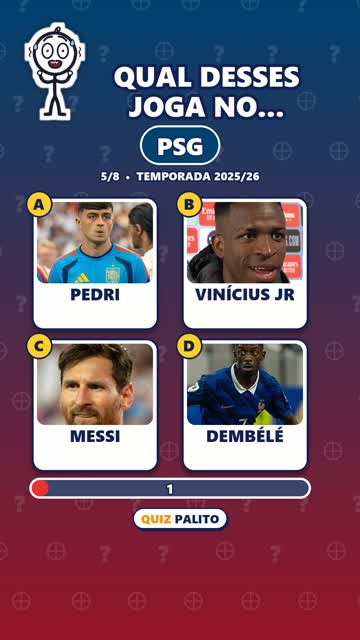 QUAL DESSES
JOGA NO...
PSG
5/8 • TEMPORADA 2025/26
A
B
PEDRI
VINÍCIUS JR
C
D
MESSI
DEMBÉLÉ
1
QUIZ PALITO